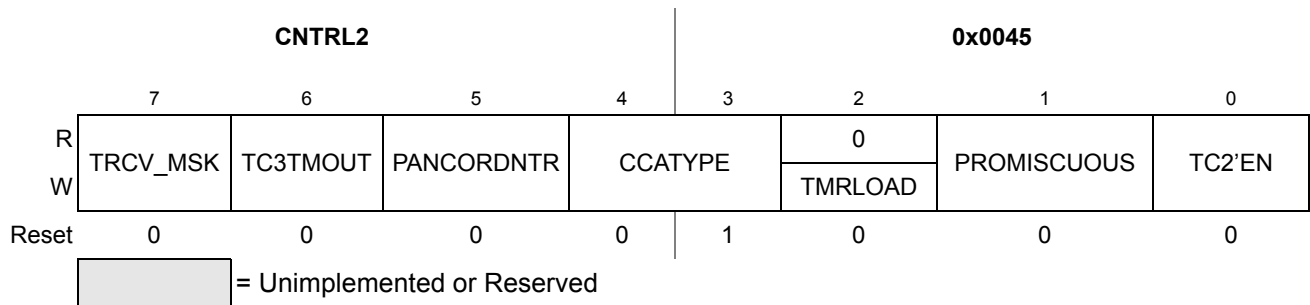 CNTRL2 0x0045
7 6 5 4 3 2 1 0
R TRCV_MSK TC3TMOUT PANCORDNTR CCATYPE 0 PROMISCUOUS TC2'EN
W TMRLOAD
Reset 0 0 0 0 1 0 0 0
= Unimplemented or Reserved